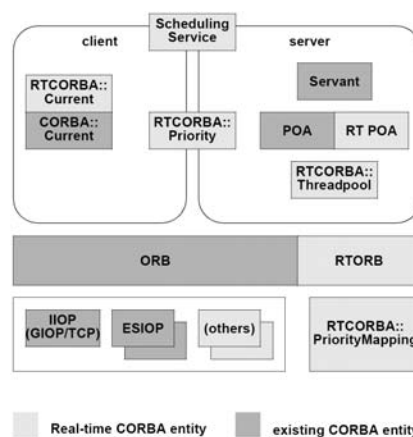 Scheduling
Service
client
server
RTCORBA::
Current
CORBA::
Current
RTCORBA::
Priority
Servant
POA
RT POA
RTCORBA::
Threadpool
ORB
RTORB
IIOP
(GIOP/TCP)
ESIOP
(others)
RTCORBA::
PriorityMapping
Real-time CORBA entity
existing CORBA entity